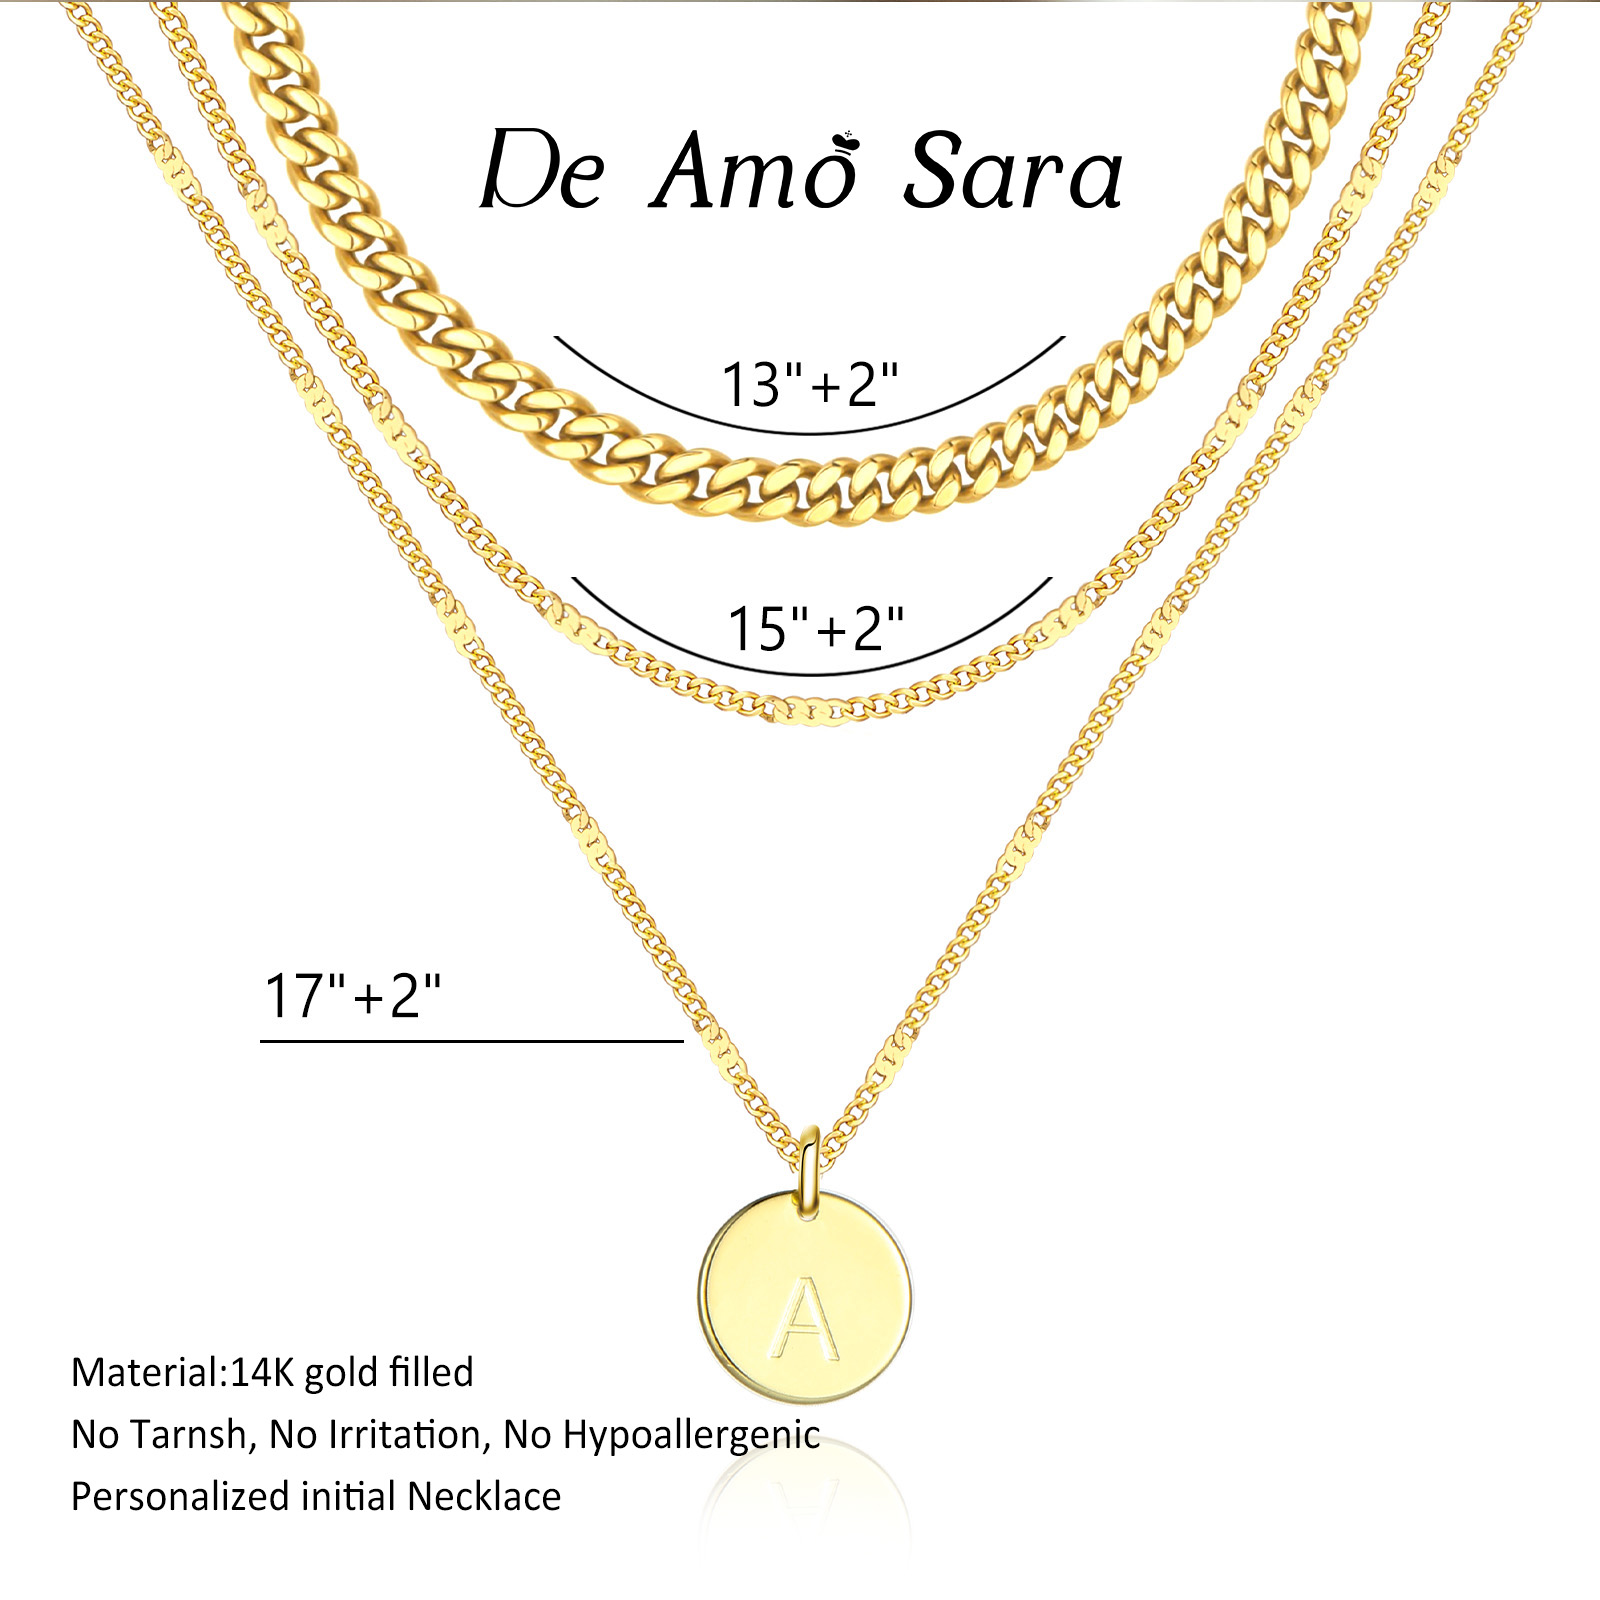 De Amo Sara
13"+2"
15"+2"
17"+2"
A
Material:14K gold filled
No Tarnsh, No Irritation, No Hypoallergenic
Personalized initial Necklace